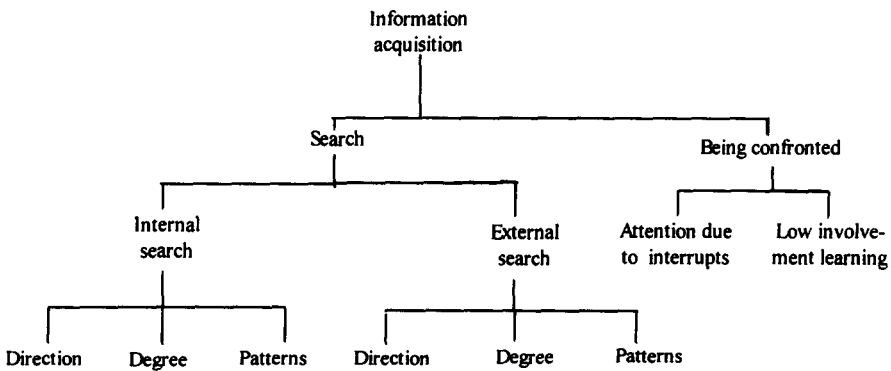 Information
acquisition
Search
Being confronted
Internal
search
External
search
Attention due
to interrupts
Low involve-
ment learning
Direction
Degree
Patterns
Direction
Degree
Patterns